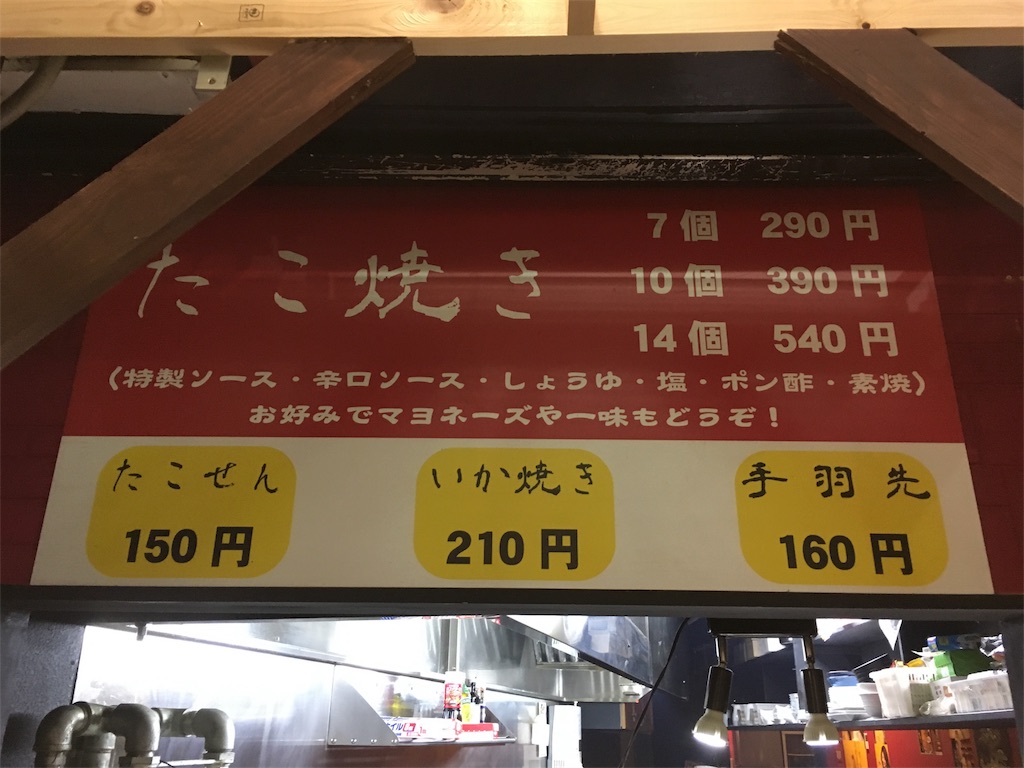 たこ焼き
7個 290円
10個 390円
14個 540円
（特製ソース・辛口ソース・しょうゆ・塩・ポン酢・素焼）
お好みでマヨネーズや一味もどうぞ！
たこせん
150円
いか焼き
210円
手羽先
160円